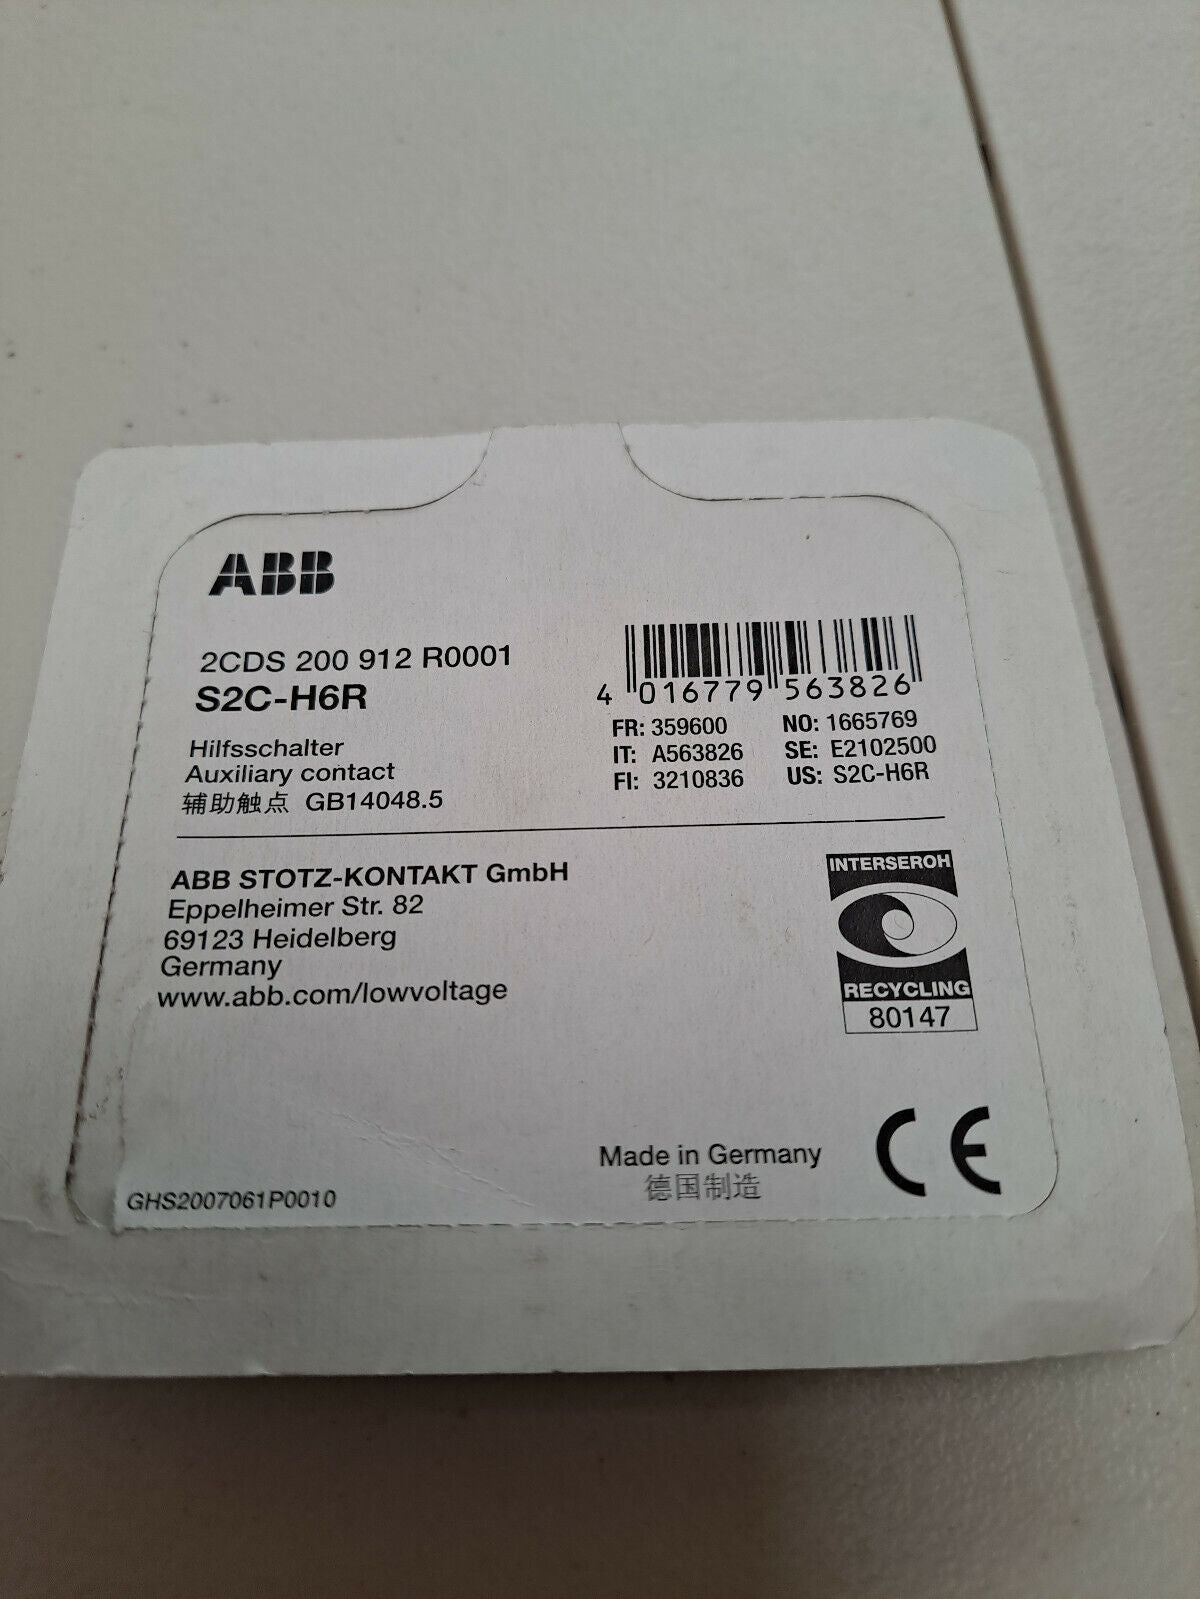 ABB
2CDS 200 912 R0001
S2C-H6R
Hilfsschalter
Auxiliary contact
辅助触点 GB14048.5
4 016779 563826
FR: 359600 NO: 1665769
IT: A563826 SE: E2102500
FI: 3210836 US: S2C-H6R
ABB STOTZ-KONTAKT GmbH
Eppelheimer Str. 82
69123 Heidelberg
Germany
www.abb.com/lowvoltage
INTERSEROH
RECYCLING
80147
Made in Germany
德国制造
CE
GHS2007061P0010